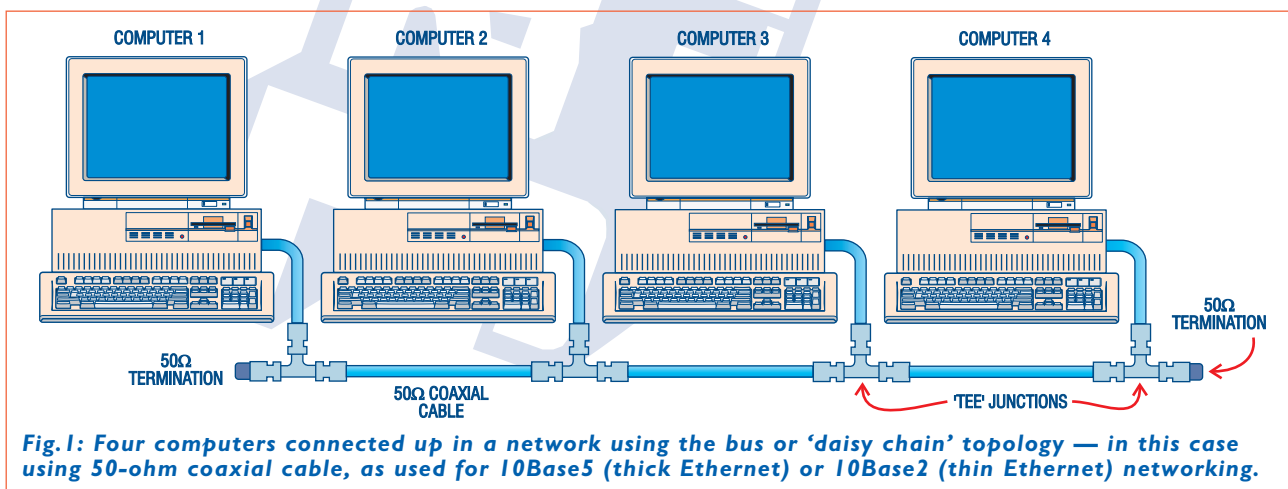 COMPUTER 1
COMPUTER 2
COMPUTER 3
COMPUTER 4
50Ω
TERMINATION
50Ω COAXIAL
CABLE
'TEE' JUNCTIONS
50Ω
TERMINATION
Fig.1: Four computers connected up in a network using the bus or ‘daisy chain’ topology — in this case
using 50-ohm coaxial cable, as used for 10Base5 (thick Ethernet) or 10Base2 (thin Ethernet) networking.